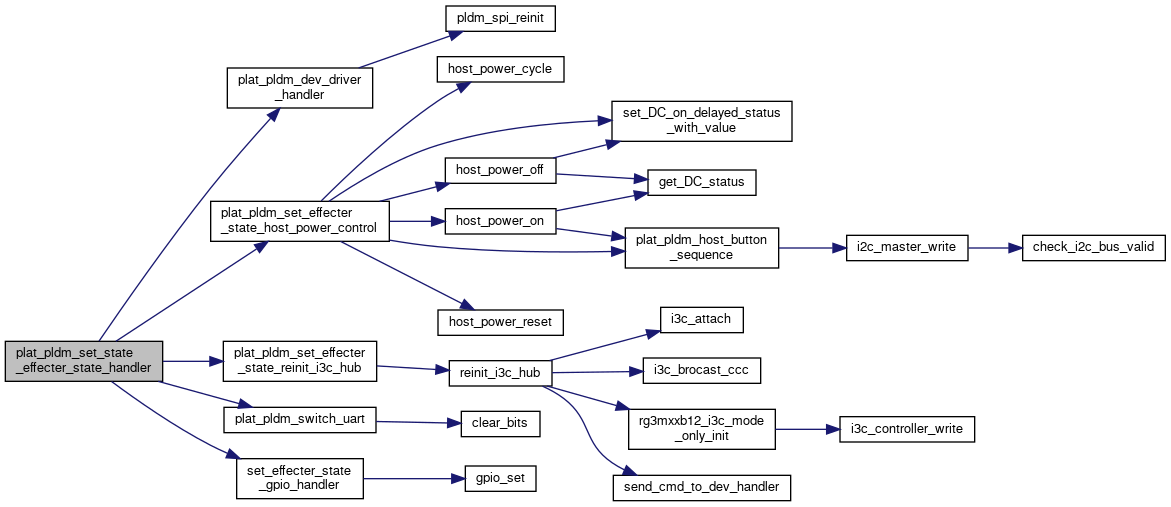 pldm_spi_reinit
host_power_cycle
plat_pldm_dev_driver
_handler
set_DC_on_delayed_status
_with_value
host_power_off
get_DC_status
plat_pldm_set_effecter
_state_host_power_control
host_power_on
plat_pldm_host_button
_sequence
i2c_master_write
check_i2c_bus_valid
host_power_reset
i3c_attach
plat_pldm_set_state
_effecter_state_handler
plat_pldm_set_effecter
_state_reinit_i3c_hub
reinit_i3c_hub
i3c_brocast_ccc
plat_pldm_switch_uart
clear_bits
rg3mxxb12_i3c_mode
_only_init
i3c_controller_write
set_effecter_state
_gpio_handler
gpio_set
send_cmd_to_dev_handler